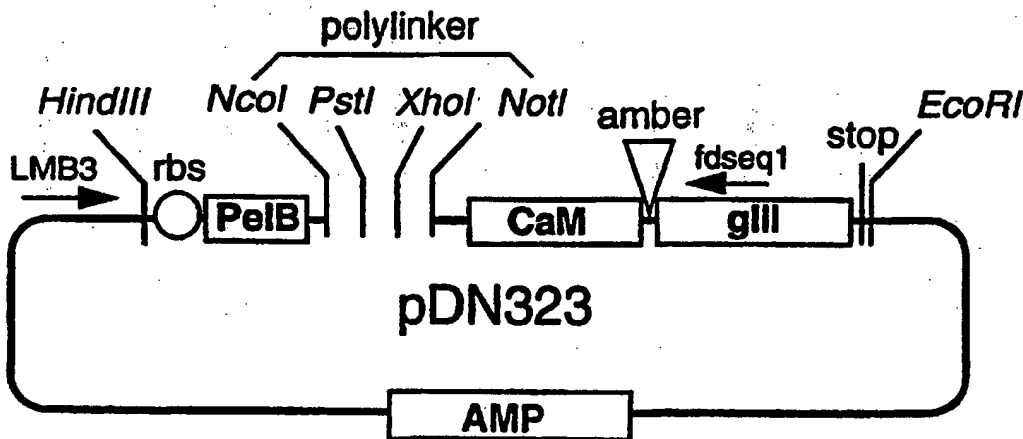 polylinker
HindIII NcoI PstI XhoI NotI EcoRI
amber stop
LMB3 rbs fdseq1
PelB CaM gIII
pDN323
AMP